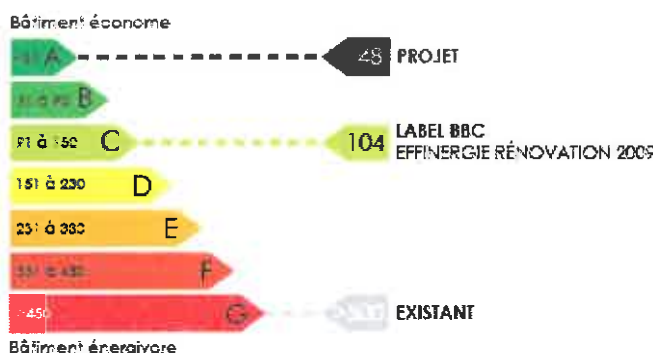 Bâtiment économe
A 48 PROJET
B
91 à 150 C 104 LABEL BBC
EFFINERGIE RÉNOVATION 2009
151 à 230 D
231 à 330 E
F
>450 G EXISTANT
Bâtiment énergivore